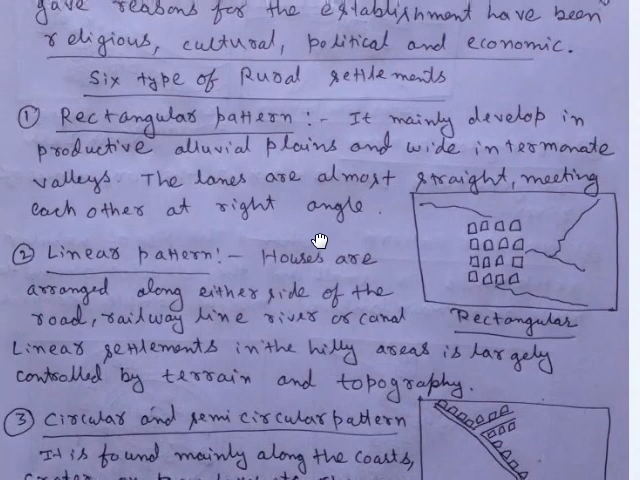 gave reasons for the establishment have been
religious, cultural, political and economic.
Six type of Rural settlements
① Rectangular pattern :- It mainly develop in
productive alluvial plains and wide intermonate
valleys. The lanes are almost straight, meeting
each other at right angle.
② Linear pattern :- Houses are
arranged along either side of the
road, railway line river or canal
Rectangular
Linear settlements in the hilly areas is largely
controlled by terrain and topography.
③ Circular and semi circular pattern
It is found mainly along the coasts,